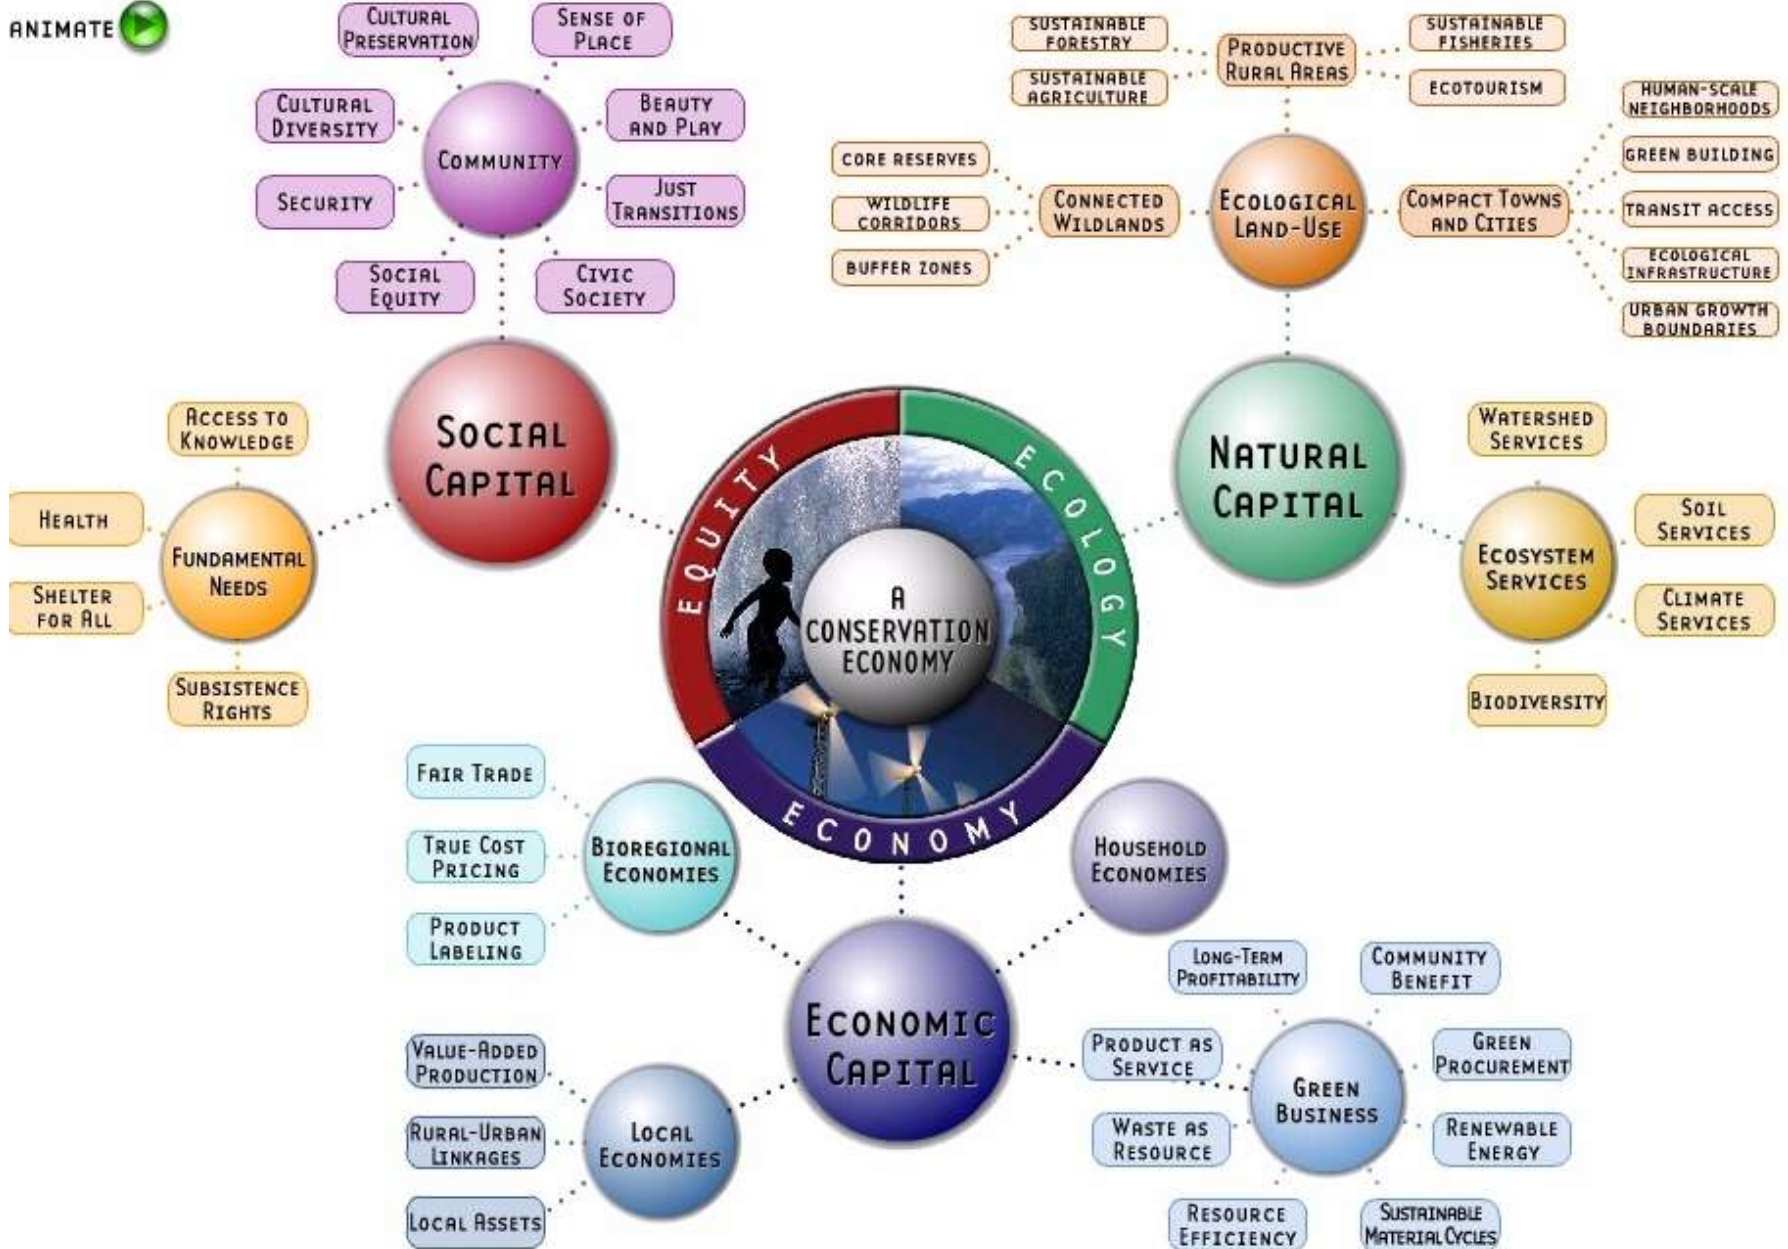 ANIMATE
CULTURAL
PRESERVATION
SENSE OF
PLACE
CULTURAL
DIVERSITY
BEAUTY
AND PLAY
COMMUNITY
SECURITY
JUST
TRANSITIONS
SOCIAL
EQUITY
CIVIC
SOCIETY
SUSTAINABLE
FORESTRY
PRODUCTIVE
RURAL AREAS
SUSTAINABLE
FISHERIES
SUSTAINABLE
AGRICULTURE
ECOTOURISM
HUMAN-SCALE
NEIGHBORHOODS
CORE RESERVES
GREEN BUILDING
WILDLIFE
CORRIDORS
CONNECTED
WILDLANDS
ECOLOGICAL
LAND-USE
COMPACT TOWNS
AND CITIES
TRANSIT ACCESS
BUFFER ZONES
ECOLOGICAL
INFRASTRUCTURE
URBAN GROWTH
BOUNDARIES
SOCIAL
CAPITAL
NATURAL
CAPITAL
ACCESS TO
KNOWLEDGE
HEALTH
FUNDAMENTAL
NEEDS
SHELTER
FOR ALL
SUBSISTENCE
RIGHTS
EQUITY
ECOLOGY
A
CONSERVATION
ECONOMY
ECONOMY
WATERSHED
SERVICES
SOIL
SERVICES
ECOSYSTEM
SERVICES
CLIMATE
SERVICES
BIODIVERSITY
FAIR TRADE
TRUE COST
PRICING
BIOREGIONAL
ECONOMIES
PRODUCT
LABELING
HOUSEHOLD
ECONOMIES
ECONOMIC
CAPITAL
VALUE-ADDED
PRODUCTION
RURAL-URBAN
LINKAGES
LOCAL
ECONOMIES
LOCAL ASSETS
LONG-TERM
PROFITABILITY
COMMUNITY
BENEFIT
PRODUCT AS
SERVICE
GREEN
PROCUREMENT
GREEN
BUSINESS
WASTE AS
RESOURCE
RENEWABLE
ENERGY
RESOURCE
EFFICIENCY
SUSTAINABLE
MATERIAL CYCLES